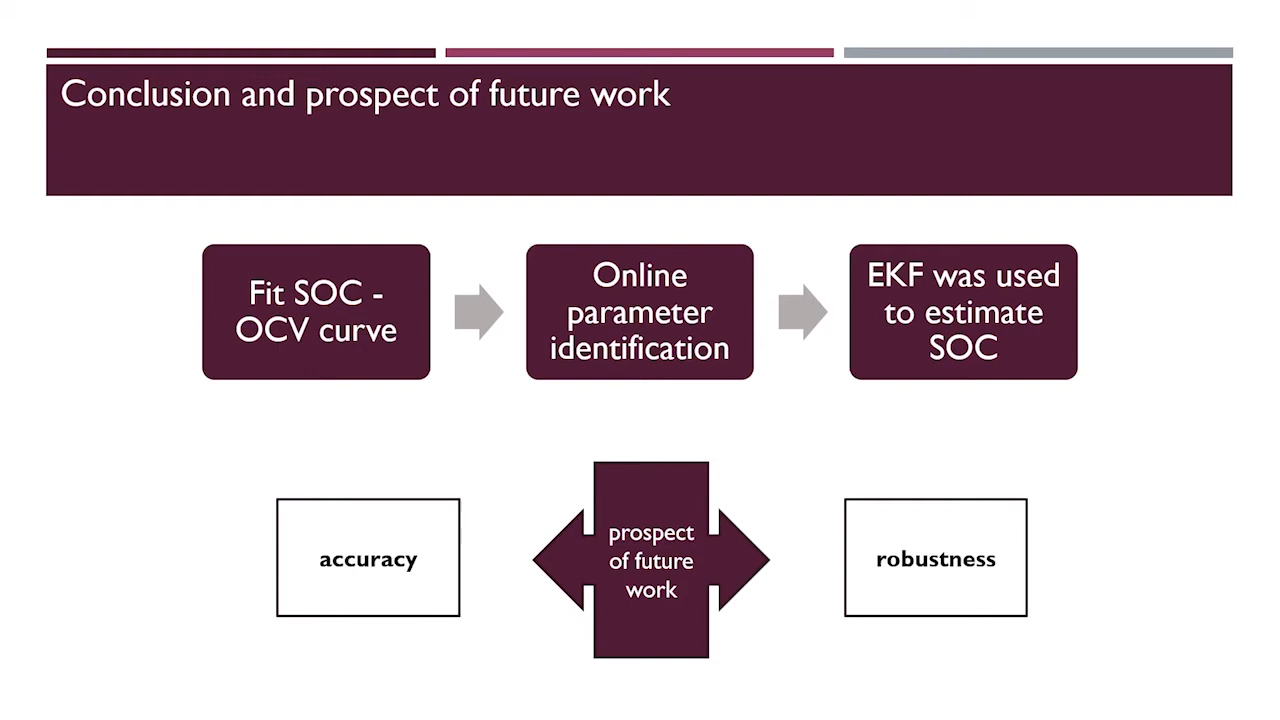 Conclusion and prospect of future work
Fit SOC -
OCV curve
Online
parameter
identification
EKF was used
to estimate
SOC
accuracy
prospect
of future
work
robustness